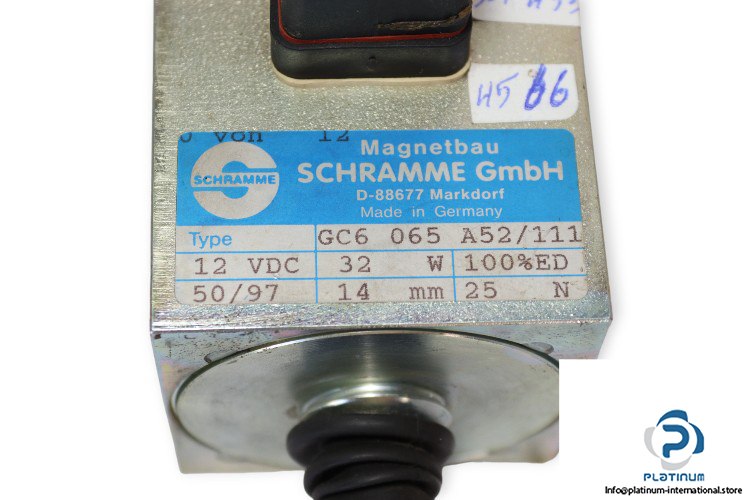 H5 66
von 12
Magnetbau
SCHRAMME GmbH
SCHRAMME
D-88677 Markdorf
Made in Germany
Type GC6 065 A52/111
12 VDC 32 W 100%ED
50/97 14 mm 25 N
PLATINUM
Info@platinum-international.store